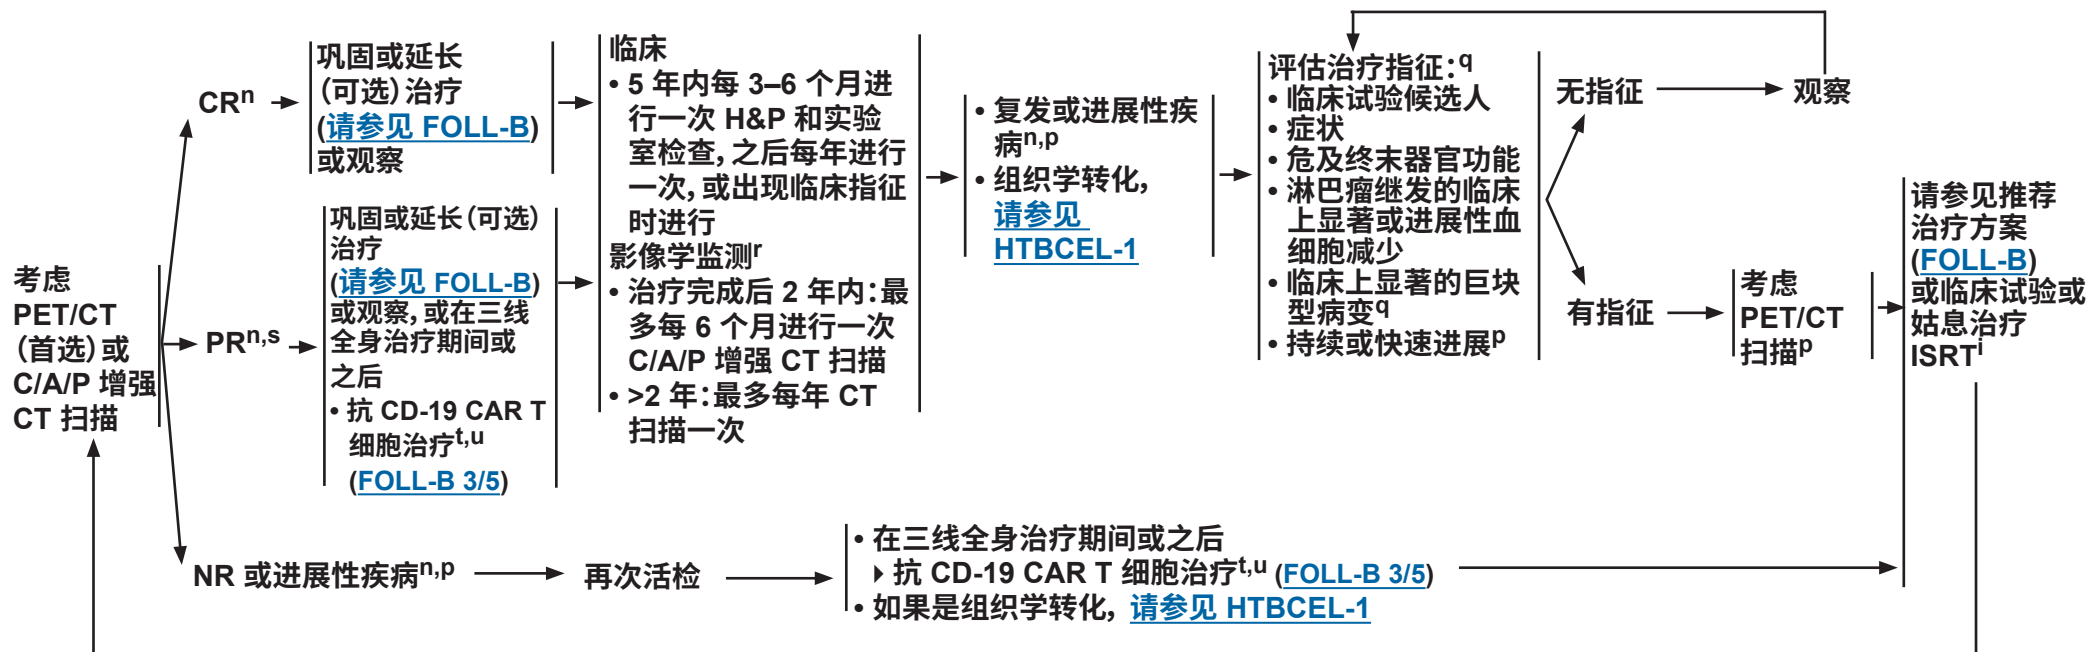 考虑
PET/CT
（首选）或
C/A/P 增强
CT 扫描
CRⁿ
巩固或延长
（可选）治疗
(请参见 FOLL-B)
或观察
PRⁿ,ˢ
巩固或延长（可选）
治疗
(请参见 FOLL-B)
或观察，或在三线
全身治疗期间或
之后
• 抗 CD-19 CAR T
细胞治疗ᵗ,ᵘ
(FOLL-B 3/5)
临床
• 5 年内每 3–6 个月进
行一次 H&P 和实验
室检查，之后每年进行
一次，或出现临床指征
时进行
影像学监测ʳ
• 治疗完成后 2 年内：最
多每 6 个月进行一次
C/A/P 增强 CT 扫描
• >2 年：最多每年 CT
扫描一次
• 复发或进展性疾
病ⁿ,ᵖ
• 组织学转化，
请参见
HTBCEL-1
评估治疗指征：q
• 临床试验候选人
• 症状
• 危及终末器官功能
• 淋巴瘤继发的临床
上显著或进展性血
细胞减少
• 临床上显著的巨块
型病变q
• 持续或快速进展ᵖ
无指征
观察
有指征
考虑
PET/CT
扫描ᵖ
请参见推荐
治疗方案
(FOLL-B)
或临床试验或
姑息治疗
ISRTⁱ
NR 或进展性疾病ⁿ,ᵖ
再次活检
• 在三线全身治疗期间或之后
▸ 抗 CD-19 CAR T 细胞治疗ᵗ,ᵘ (FOLL-B 3/5)
• 如果是组织学转化，请参见 HTBCEL-1